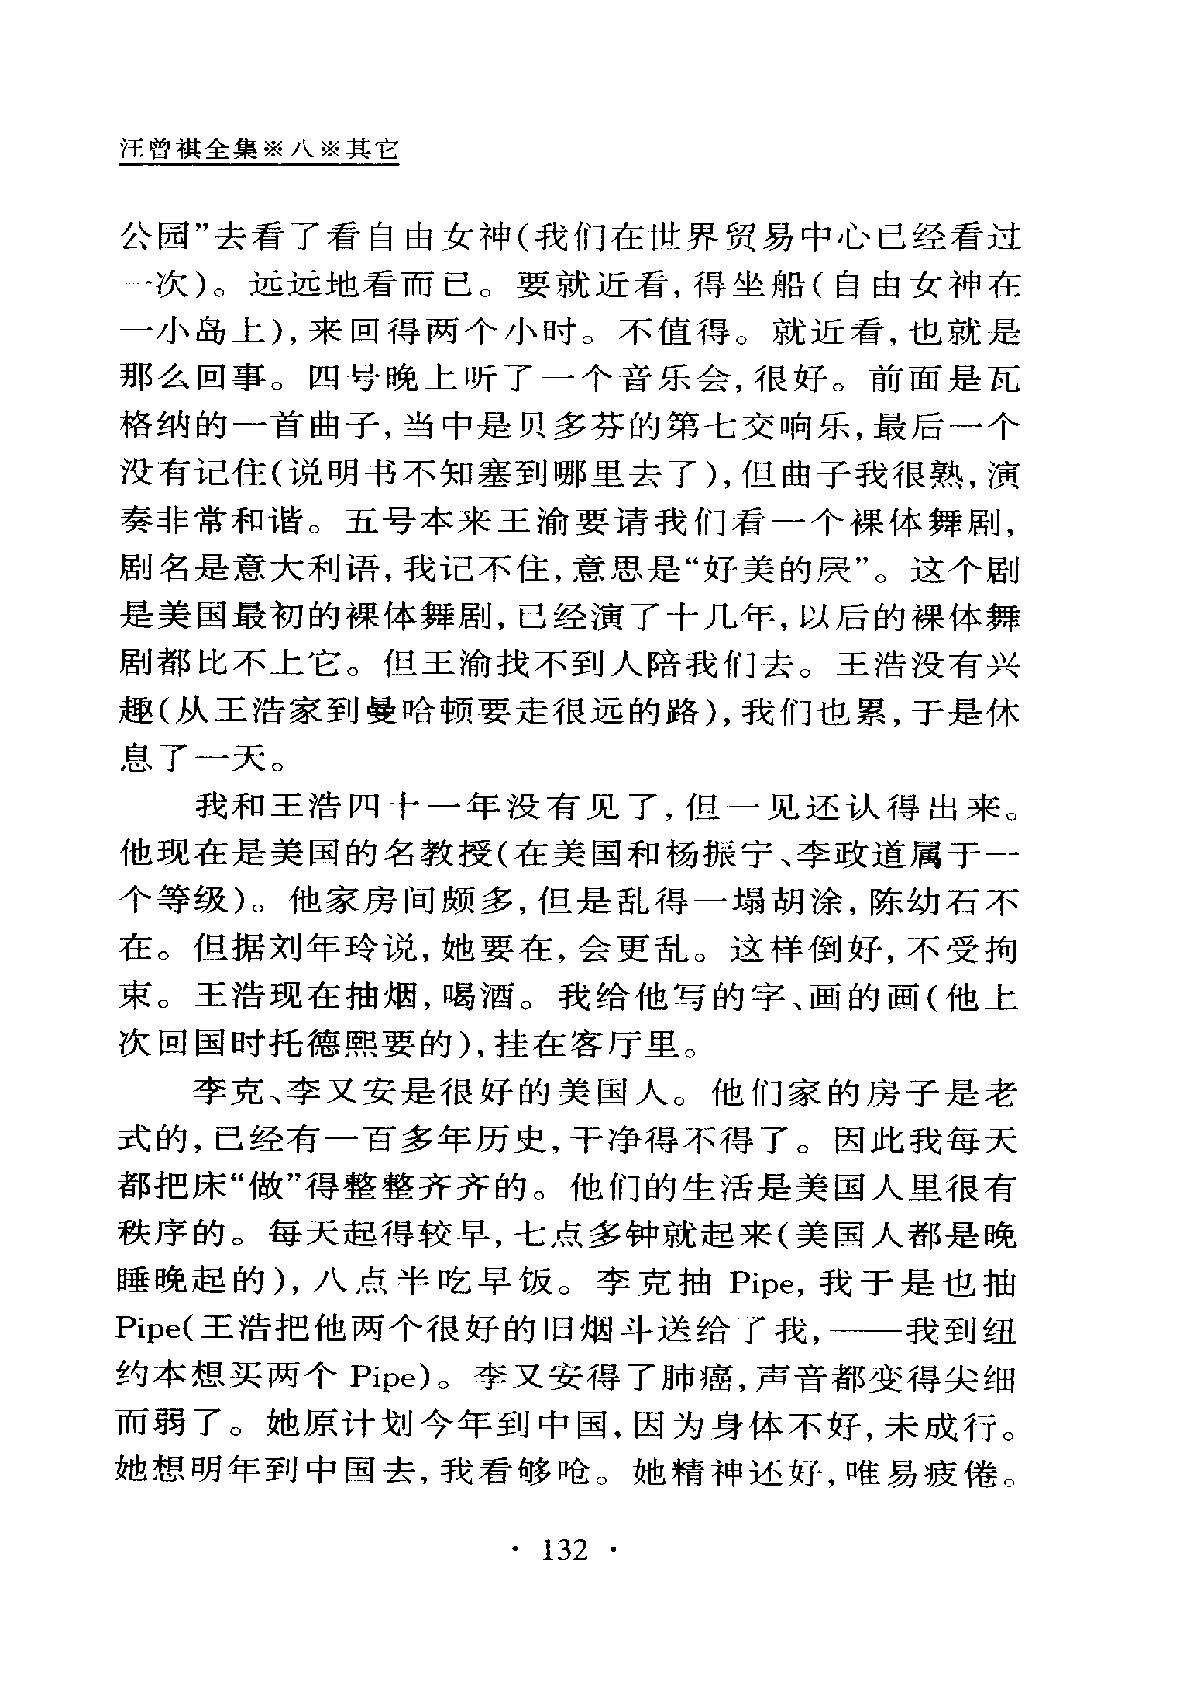 汪曾祺全集※八※其它
公园”去看了看自由女神(我们在世界贸易中心已经看过
一次)。远远地看而已。要就近看,得坐船(自由女神在
一小岛上),来回得两个小时。不值得。就近看,也就是
那么回事。四号晚上听了一个音乐会,很好。前面是瓦
格纳的一首曲子,当中是贝多芬的第七交响乐,最后一个
没有记住(说明书不知塞到哪里去了),但曲子我很熟,演
奏非常和谐。五号本来王渝要请我们看一个裸体舞剧,
剧名是意大利语,我记不住,意思是“好美的屄”。这个剧
是美国最初的裸体舞剧,已经演了十几年,以后的裸体舞
剧都比不上它。但王渝找不到人陪我们去。王浩没有兴
趣(从王浩家到曼哈顿要走很远的路),我们也累,于是休
息了一天。
我和王浩四十一年没有见了,但一见还认得出来。
他现在是美国的名教授(在美国和杨振宁、李政道属于一
个等级)。他家房间颇多,但是乱得一塌胡涂,陈幼石不
在。但据刘年玲说,她要在,会更乱。这样倒好,不受拘
束。王浩现在抽烟,喝酒。我给他写的字、画的画(他上
次回国时托德熙要的),挂在客厅里。
李克、李又安是很好的美国人。他们家的房子是老
式的,已经有一百多年历史,干净得不得了。因此我每天
都把床“做”得整整齐齐的。他们的生活是美国人里很有
秩序的。每天起得较早,七点多钟就起来(美国人都是晚
睡晚起的),八点半吃早饭。李克抽 Pipe,我于是也抽
Pipe(王浩把他两个很好的旧烟斗送给了我,——我到纽
约本想买两个 Pipe)。李又安得了肺癌,声音都变得尖细
而弱了。她原计划今年到中国,因为身体不好,未成行。
她想明年到中国去,我看够呛。她精神还好,唯易疲倦。
· 132 ·